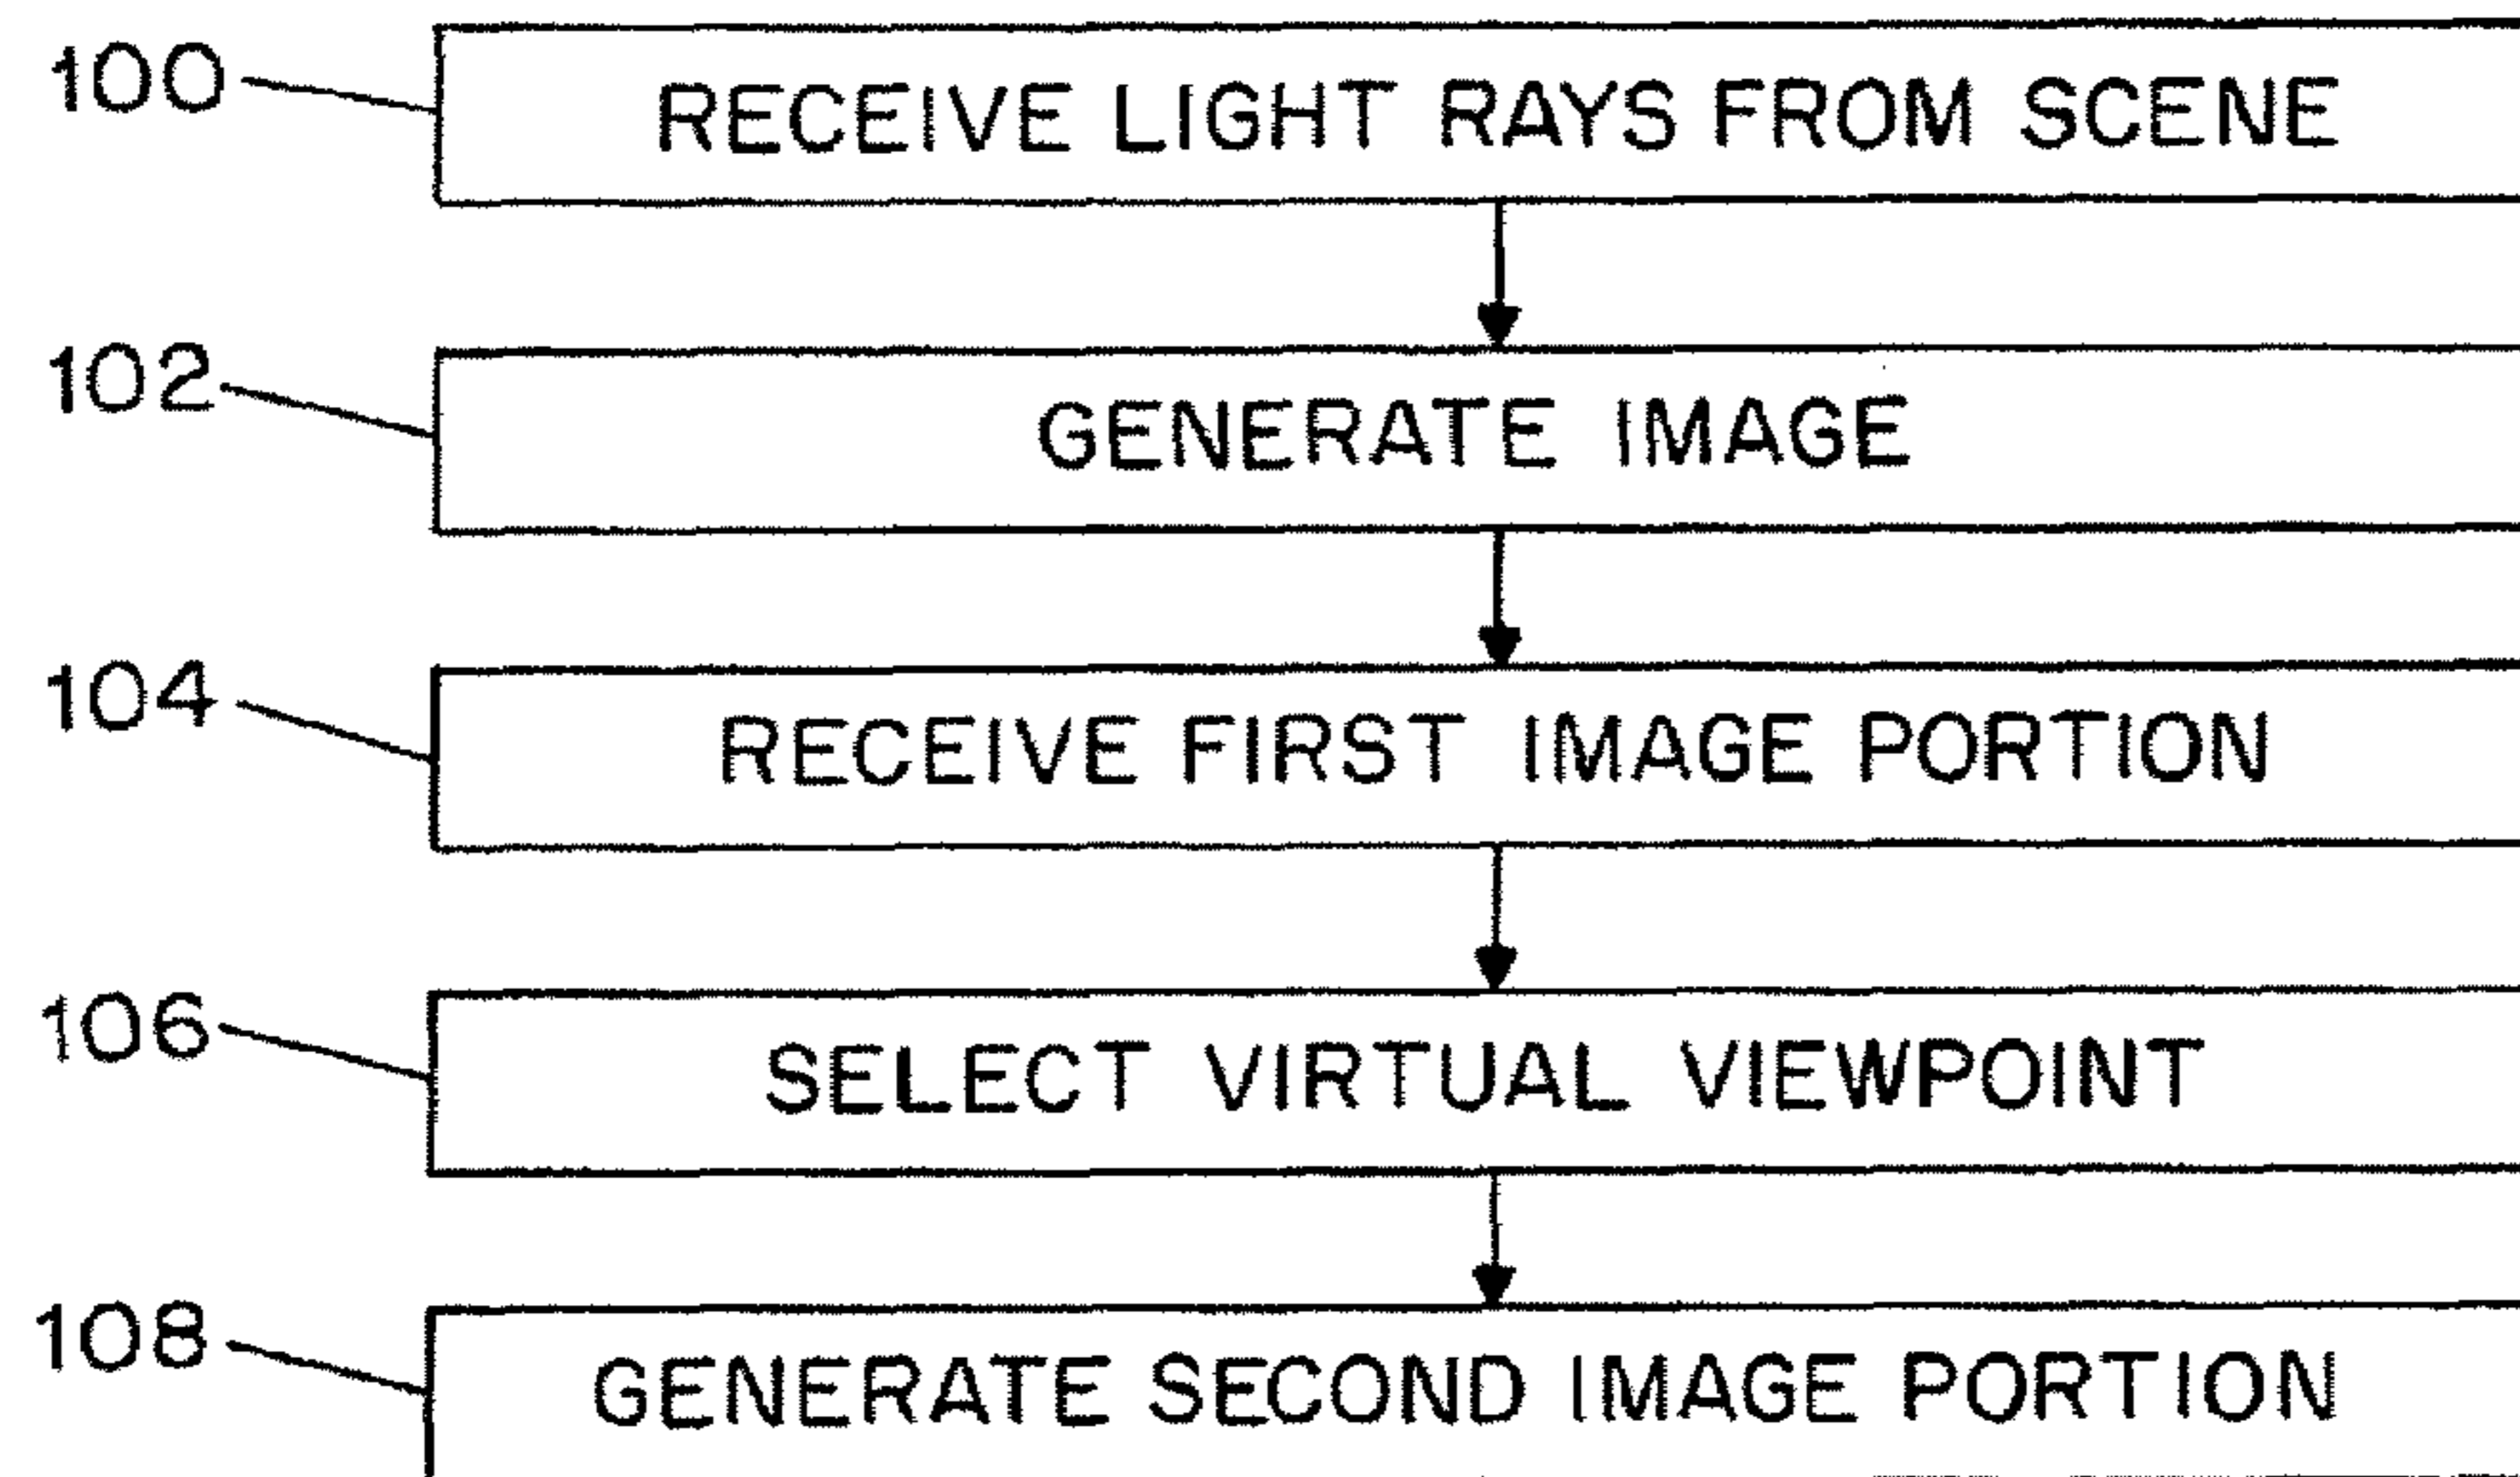 100 RECEIVE LIGHT RAYS FROM SCENE
102 GENERATE IMAGE
104 RECEIVE FIRST IMAGE PORTION
106 SELECT VIRTUAL VIEWPOINT
108 GENERATE SECOND IMAGE PORTION